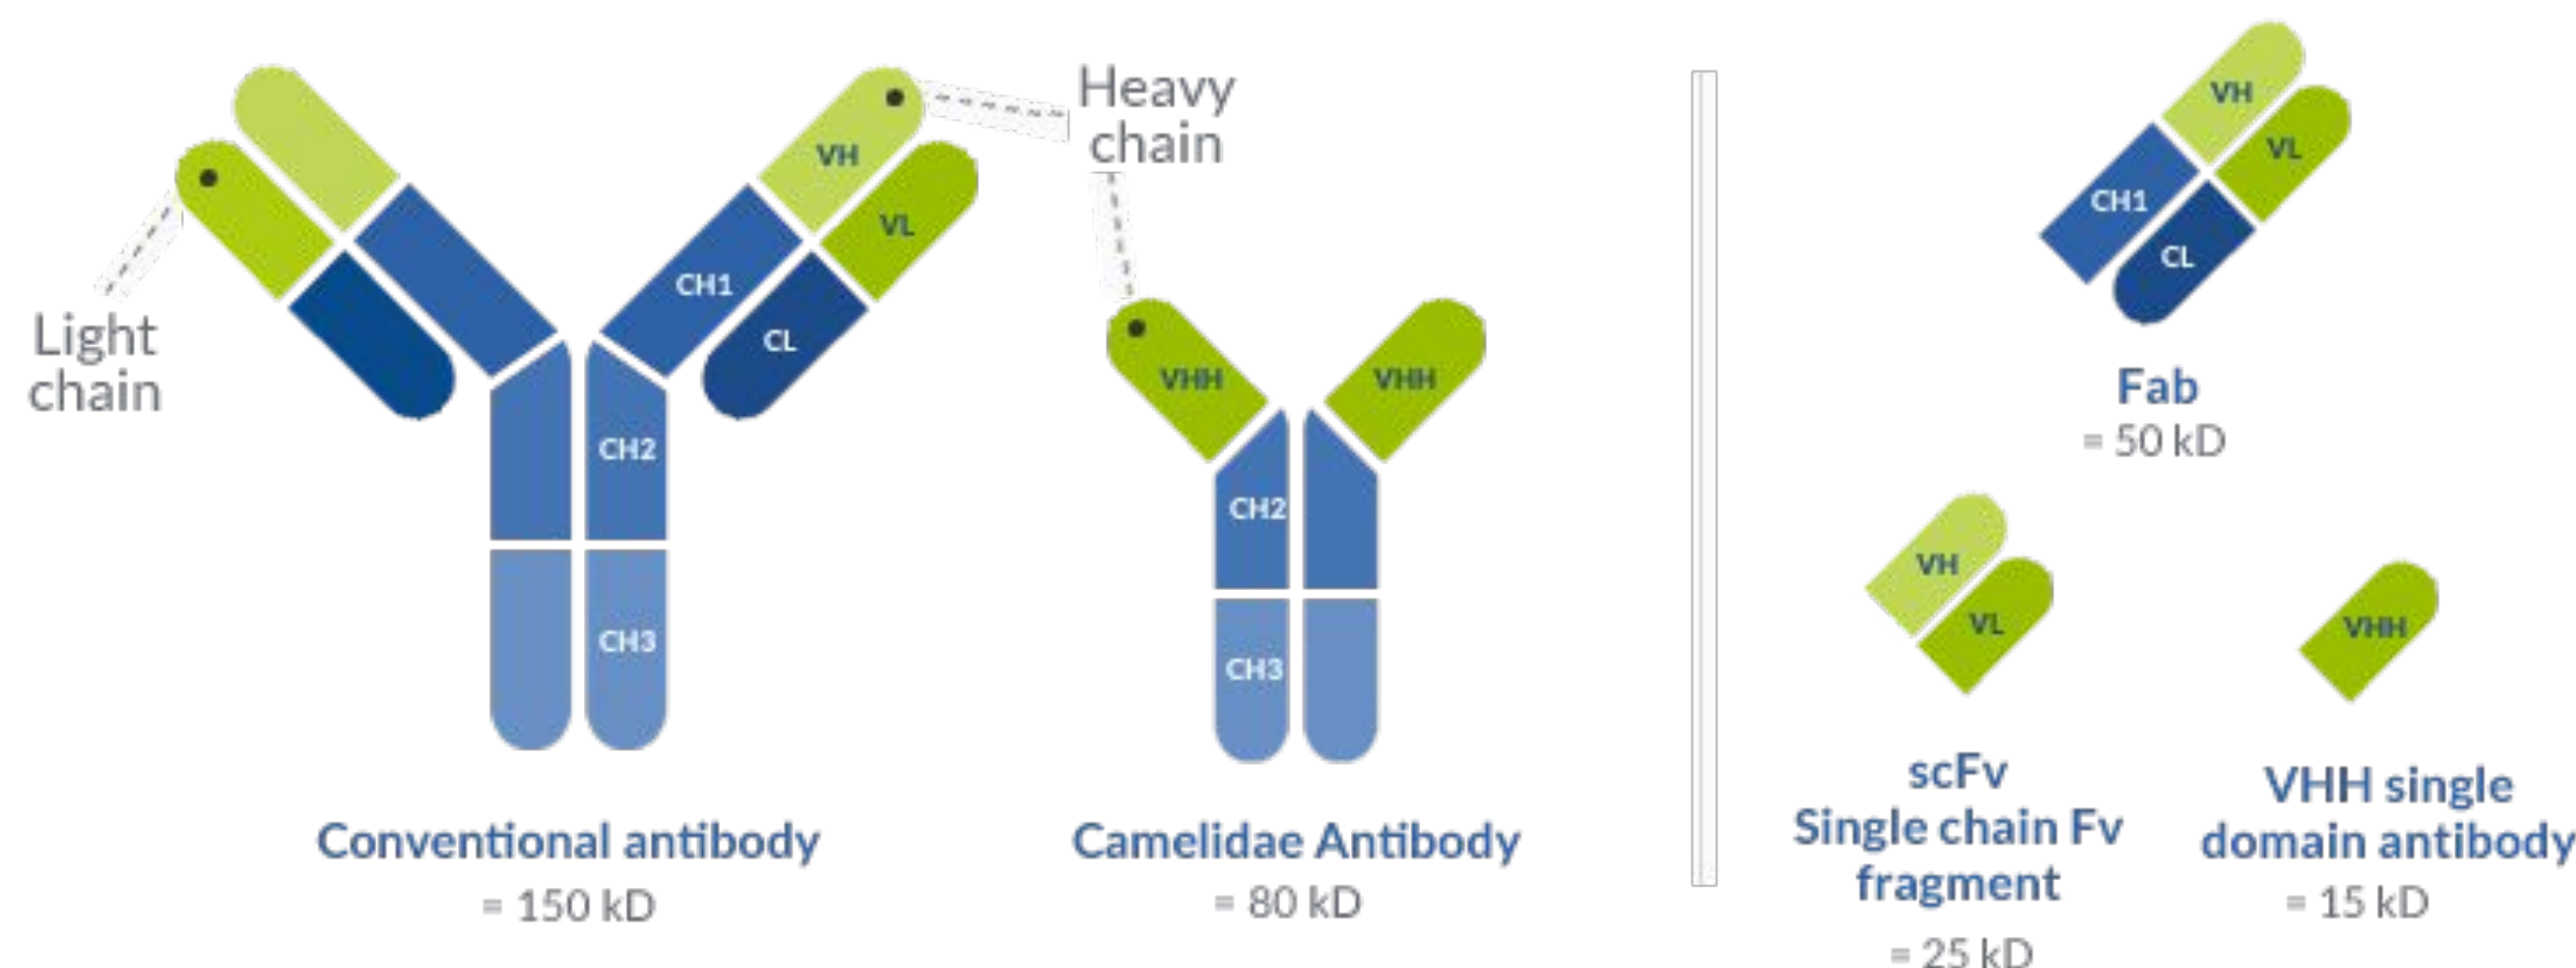 Light
chain
VH
VL
CH1
CL
CH2
CH3
Conventional antibody
= 150 kD
Heavy
chain
VHH
VHH
CH2
CH3
Camelidae Antibody
= 80 kD
VH
VL
CH1
CL
Fab
= 50 kD
VH
VL
scFv
Single chain Fv
fragment
= 25 kD
VHH
VHH single
domain antibody
= 15 kD